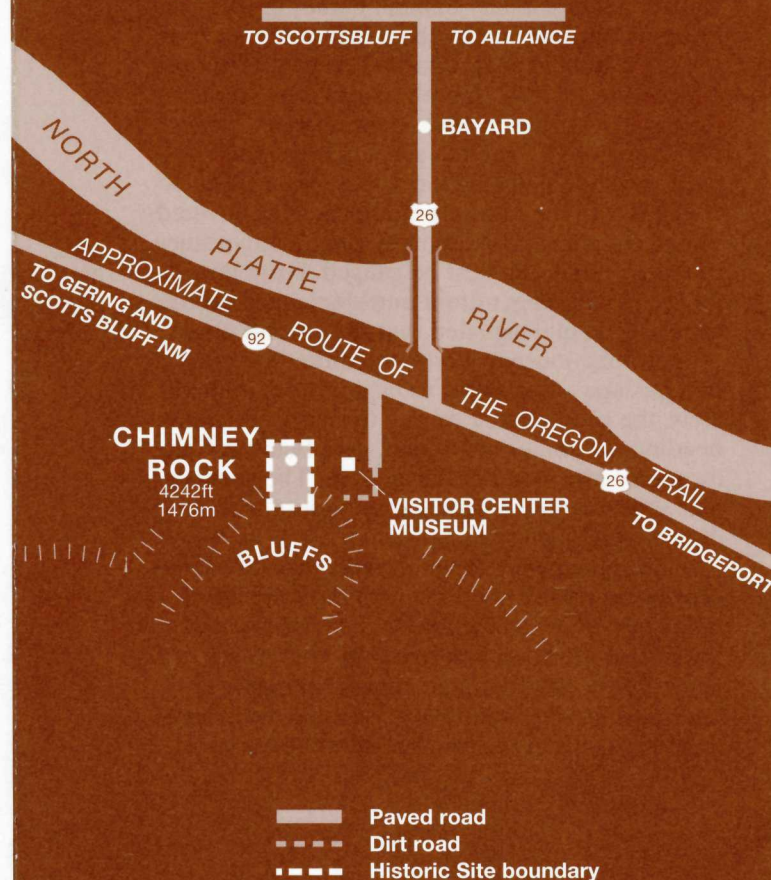 TO SCOTTSBLUFF TO ALLIANCE
BAYARD
26
NORTH PLATTE RIVER
APPROXIMATE ROUTE OF THE OREGON TRAIL
TO GERING AND
SCOTTS BLUFF NM
92
26
TO BRIDGEPORT
CHIMNEY
ROCK
4242ft
1476m
VISITOR CENTER
MUSEUM
BLUFFS
Paved road
Dirt road
Historic Site boundary